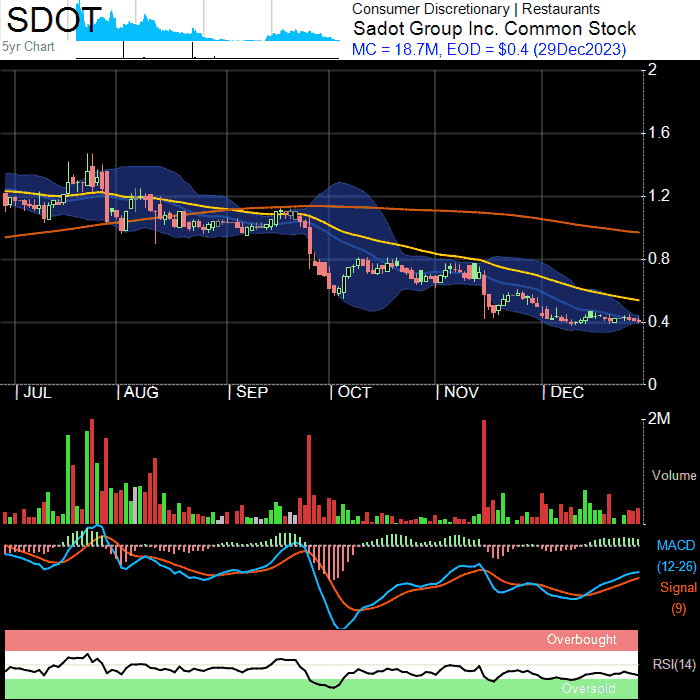 SDOT
5yr Chart
Consumer Discretionary | Restaurants
Sadot Group Inc. Common Stock
MC = 18.7M, EOD = $0.4 (29Dec2023)
2
1.6
1.2
0.8
0.4
0
JUL AUG SEP OCT NOV DEC
2M
Volume
MACD
(12-26)
Signal
(9)
Overbought
RSI(14)
Oversold